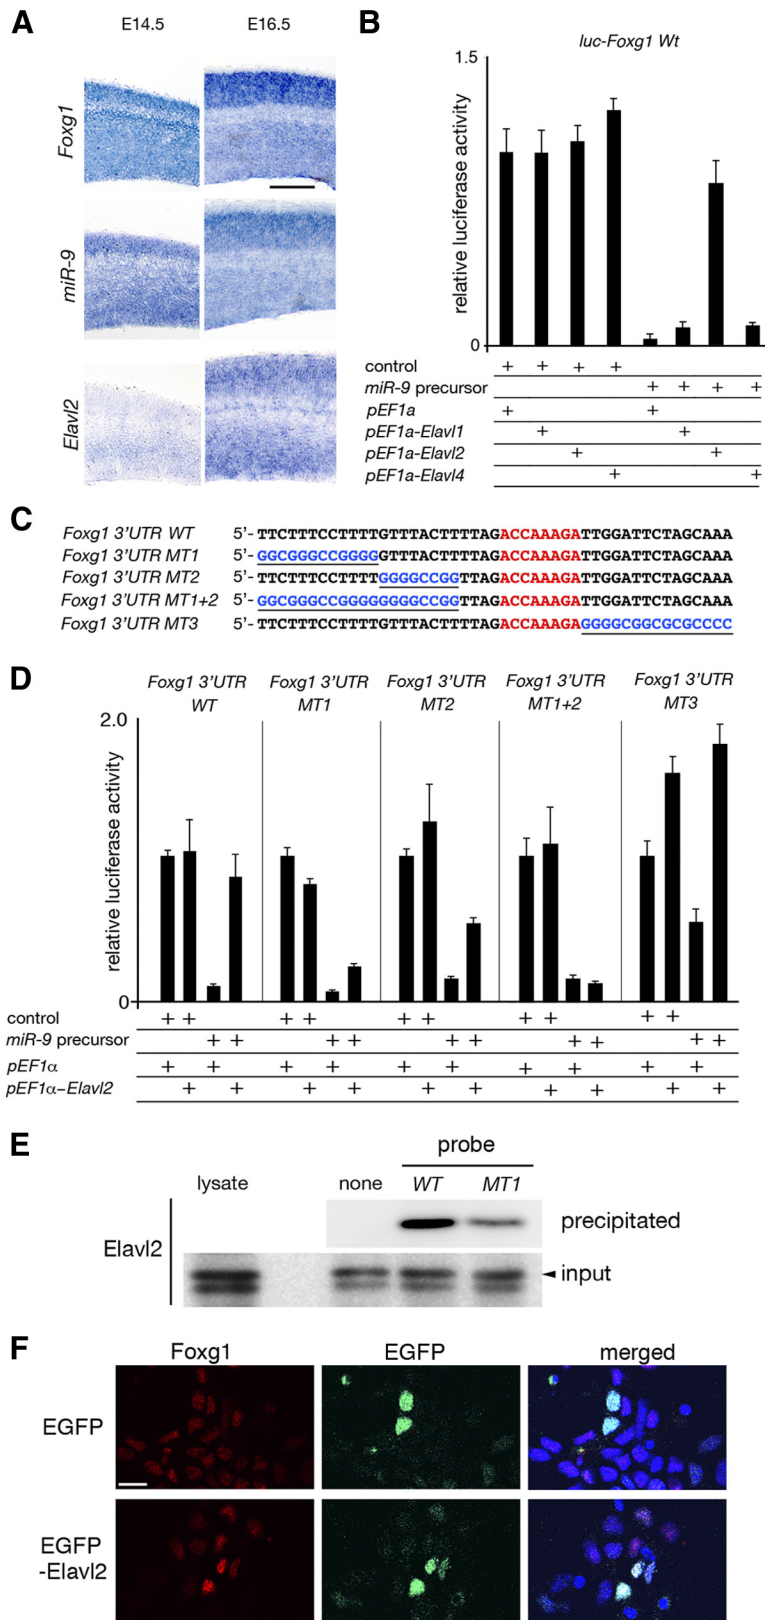 A
E14.5 E16.5
Foxg1
miR-9
Elavl2
B
luc-Foxg1 Wt
1.5
relative luciferase activity
0
control + + + +
miR-9 precursor + + + +
pEF1a + +
pEF1a-Elavl1 + +
pEF1a-Elavl2 + +
pEF1a-Elavl4 + +
C
Foxg1 3'UTR WT 5'- TTCTTTCCTTTTGTTTACTTTTAGACCAAAGATTGGATTCTAGCAAA
Foxg1 3'UTR MT1 5'- GGCGGGCCGGGGGTTTACTTTTAGACCAAAGATTGGATTCTAGCAAA
Foxg1 3'UTR MT2 5'- TTCTTTCCTTTTGGGGCCGGTTAGACCAAAGATTGGATTCTAGCAAA
Foxg1 3'UTR MT1+2 5'- GGCGGGCCGGGGGGGGCCGGTTAGACCAAAGATTGGATTCTAGCAAA
Foxg1 3'UTR MT3 5'- TTCTTTCCTTTTGTTTACTTTTAGACCAAAGAGGGGCGGCGCGCCCC
D
Foxg1 3'UTR Foxg1 3'UTR Foxg1 3'UTR Foxg1 3'UTR Foxg1 3'UTR
WT MT1 MT2 MT1+2 MT3
2.0
relative luciferase activity
0
control + + + + + + + + + +
miR-9 precursor + + + + + + + + + +
pEF1α + + + + + + + + + +
pEF1α–Elavl2 + + + + + + + + + +
E
probe
lysate none WT MT1
Elavl2
precipitated
input
F
Foxg1 EGFP merged
EGFP
EGFP
-Elavl2